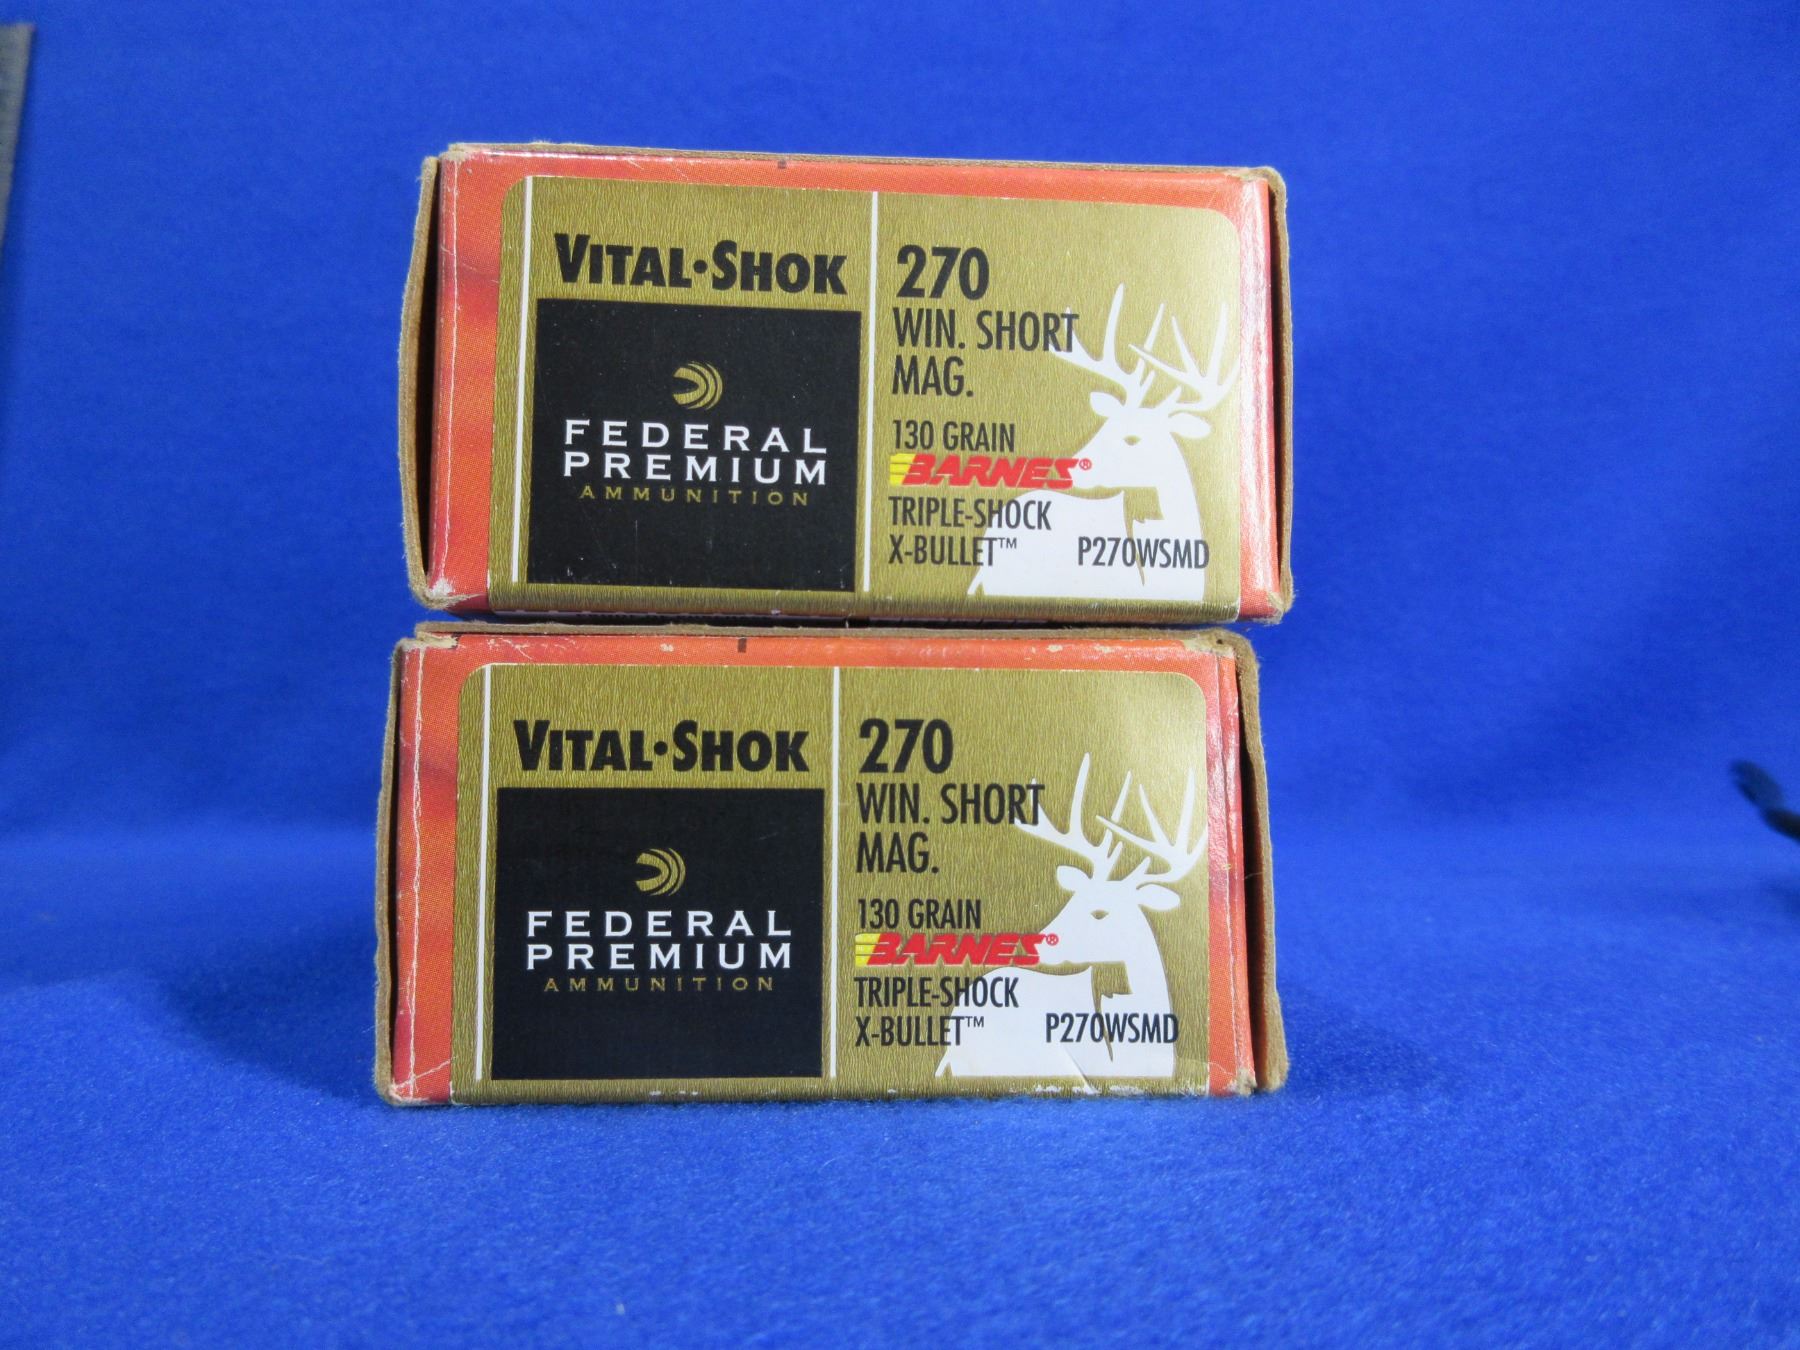 VITAL•SHOK
FEDERAL
PREMIUM
AMMUNITION
270
WIN. SHORT
MAG.
130 GRAIN
BARNES®
TRIPLE-SHOCK
X-BULLET™ P270WSMD
VITAL•SHOK
FEDERAL
PREMIUM
AMMUNITION
270
WIN. SHORT
MAG.
130 GRAIN
BARNES®
TRIPLE-SHOCK
X-BULLET™ P270WSMD